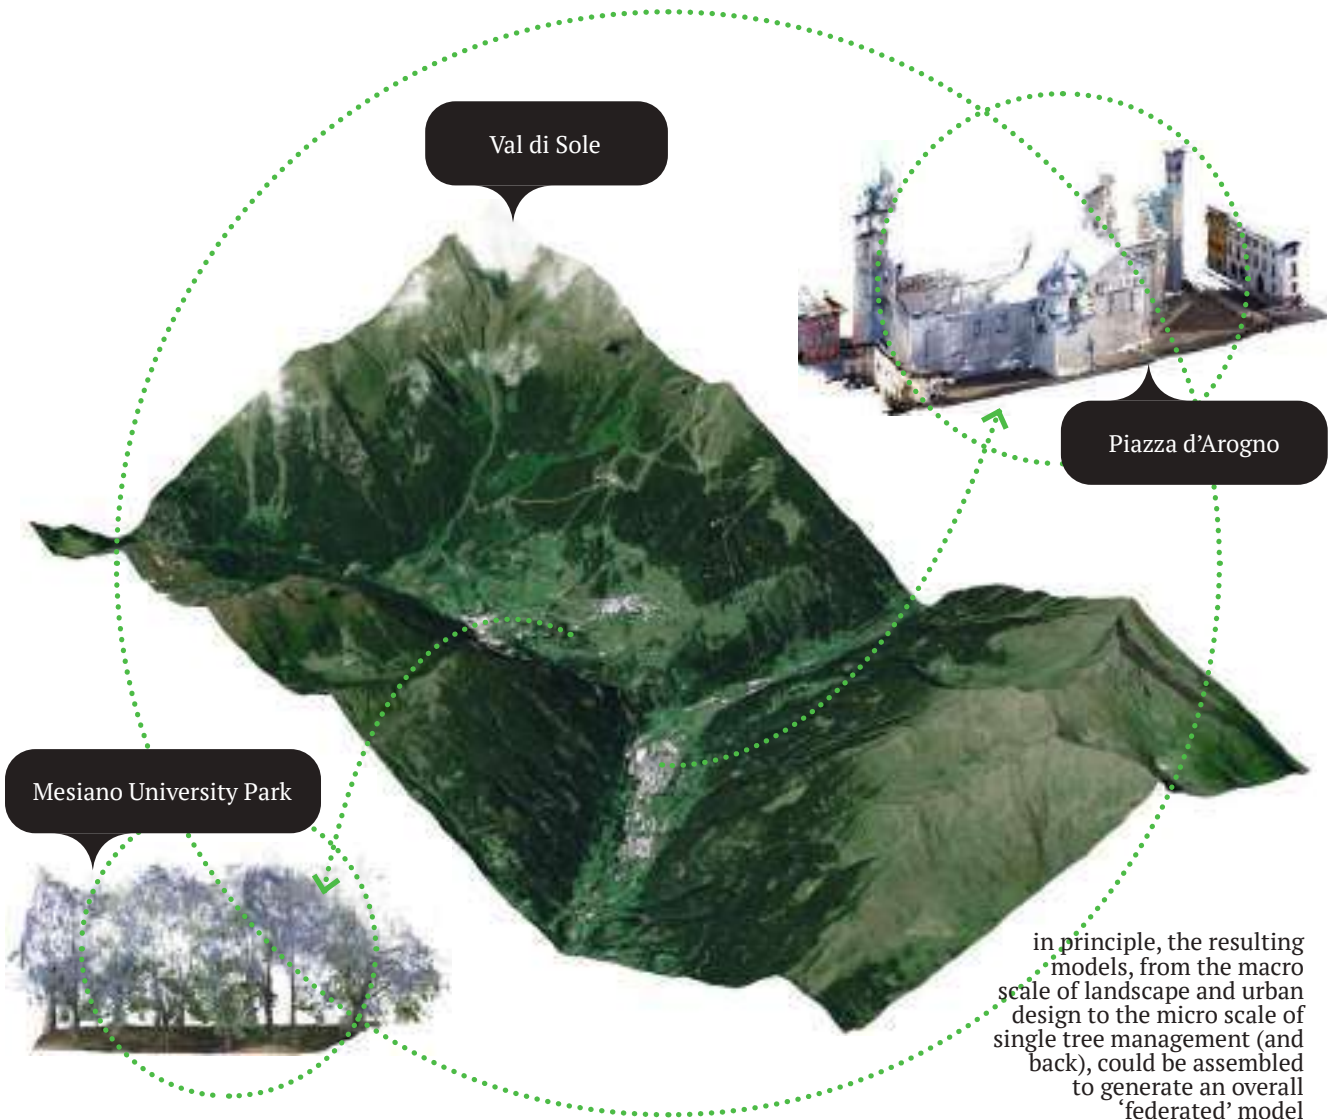 Val di Sole
Piazza d’Arogno
Mesiano University Park
in principle, the resulting
models, from the macro
scale of landscape and urban
design to the micro scale of
single tree management (and
back), could be assembled
to generate an overall
‘federated’ model